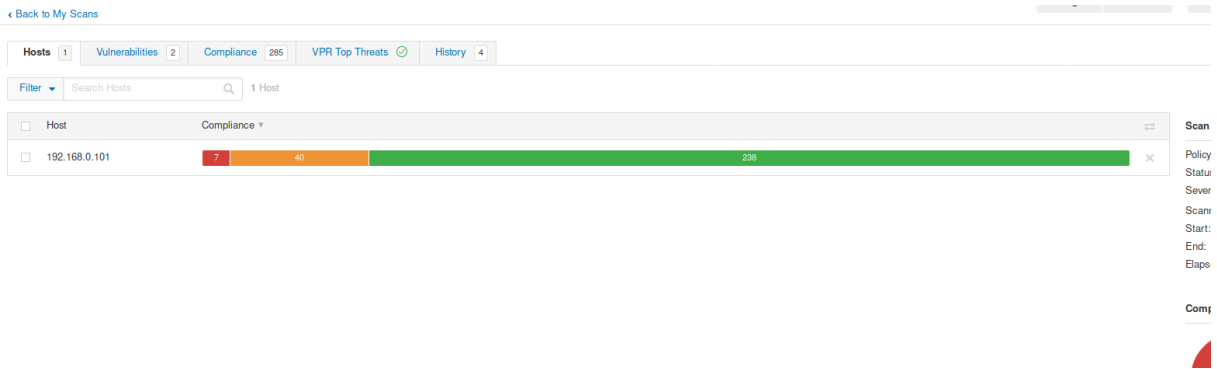 ‹ Back to My Scans
Hosts 1 Vulnerabilities 2 Compliance 285 VPR Top Threats History 4
Filter Search Hosts 1 Host
Host Compliance
192.168.0.101 7 40 238
Scan
Policy
Status
Sever
Scann
Start:
End:
Elaps
Comp